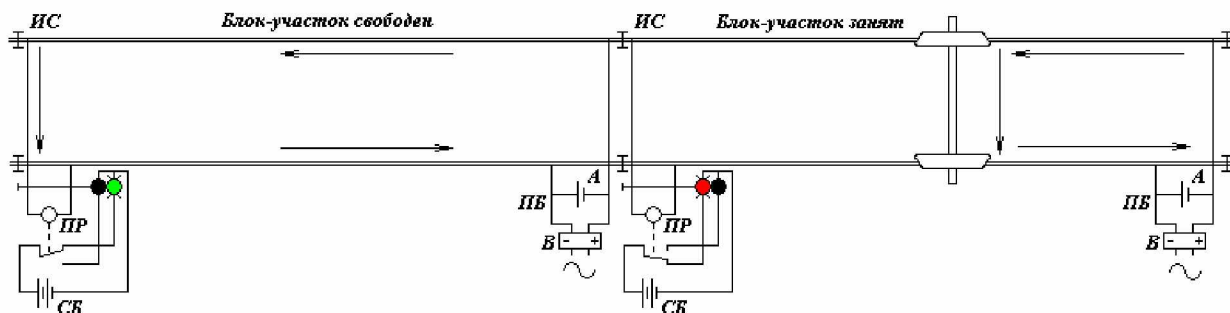 ИС Блок-участок свободен ИС Блок-участок занят
А А
ПБ ПБ
ПР ПР
В - + В - +
СБ СБ